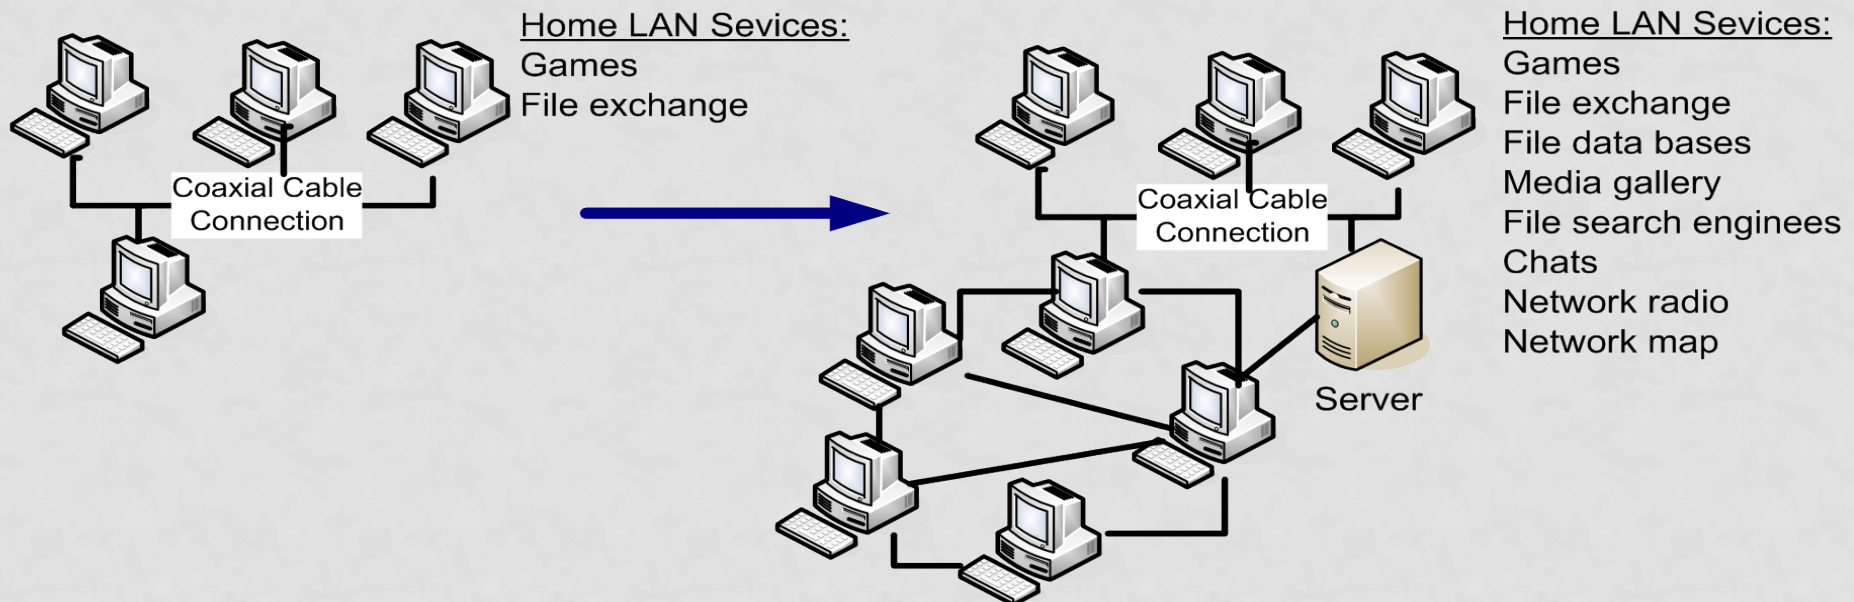 Home LAN Sevices:
Games
File exchange
Coaxial Cable
Connection
Home LAN Sevices:
Games
File exchange
File data bases
Media gallery
File search enginees
Chats
Network radio
Network map
Coaxial Cable
Connection
Server